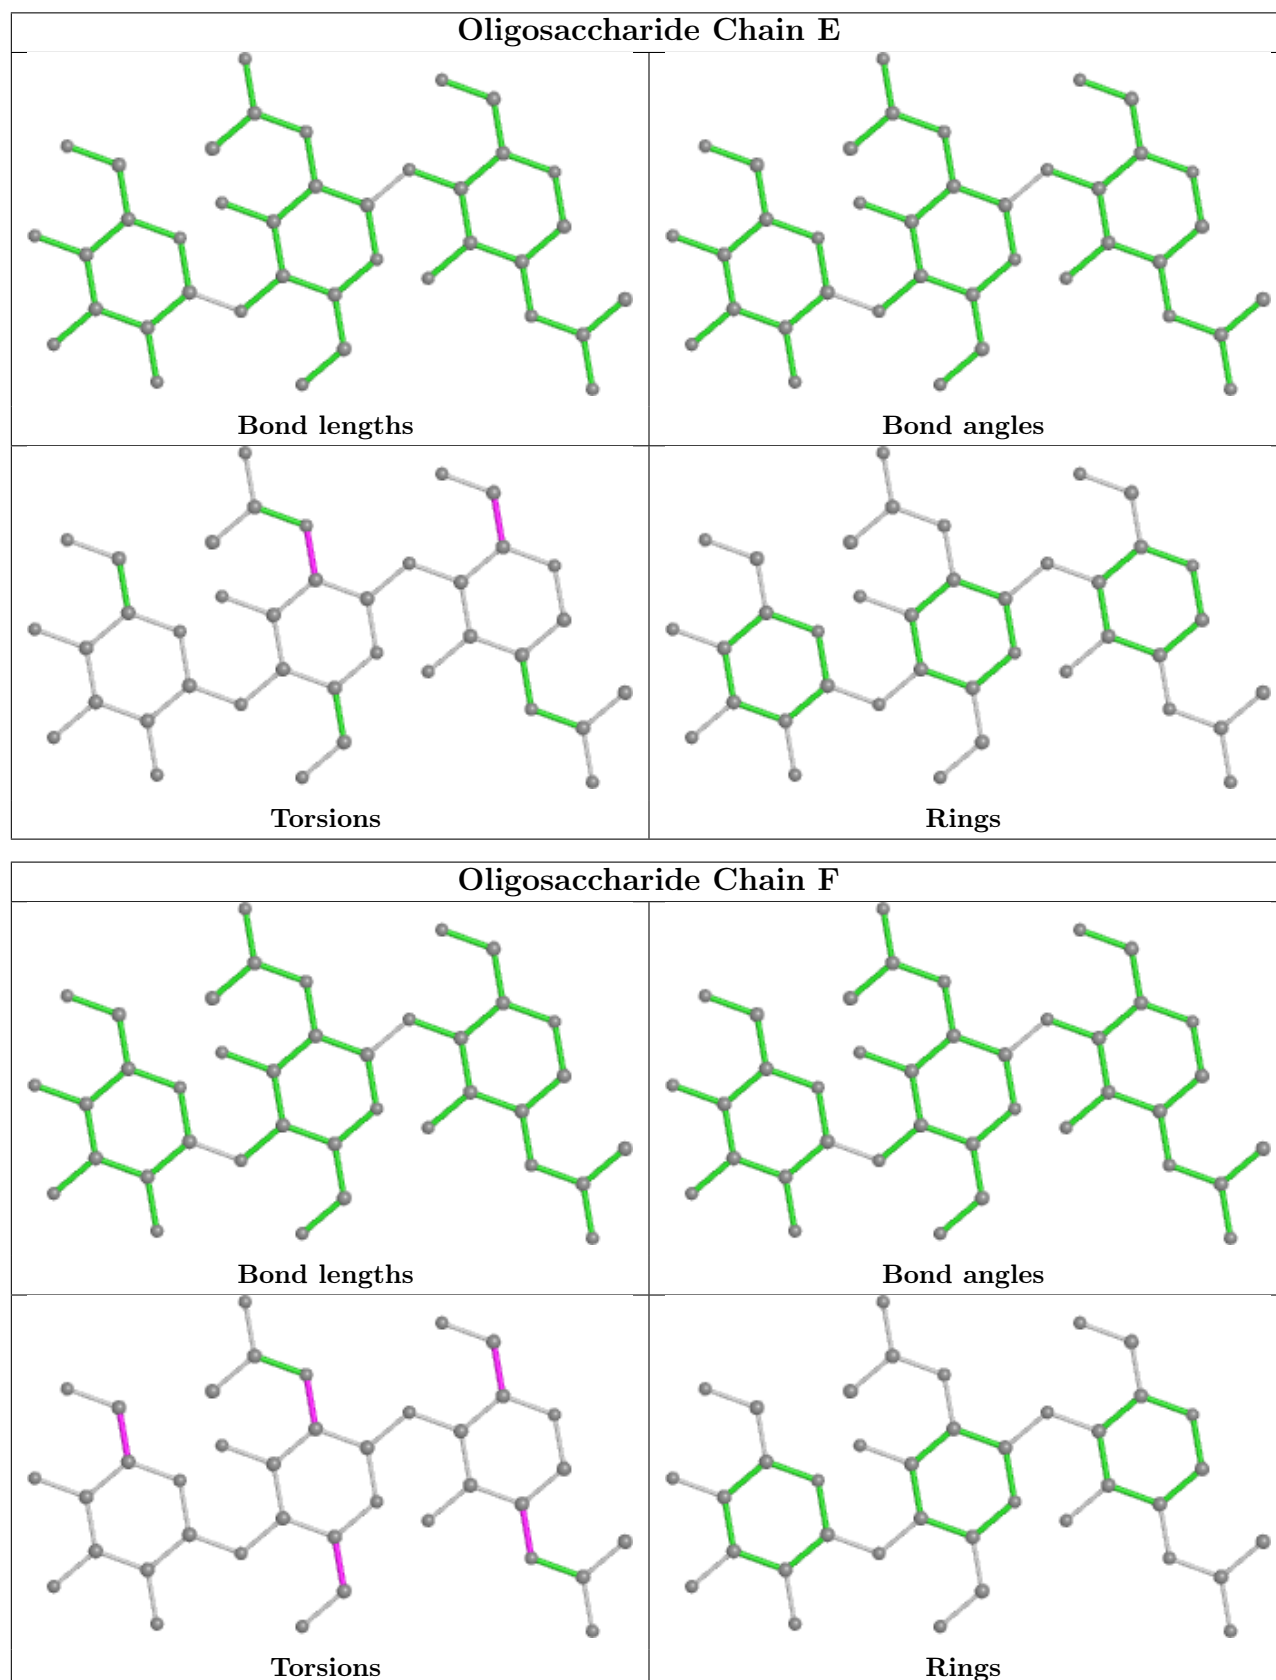 Oligosaccharide Chain E
Bond lengths
Bond angles
Torsions
Rings
Oligosaccharide Chain F
Bond lengths
Bond angles
Torsions
Rings